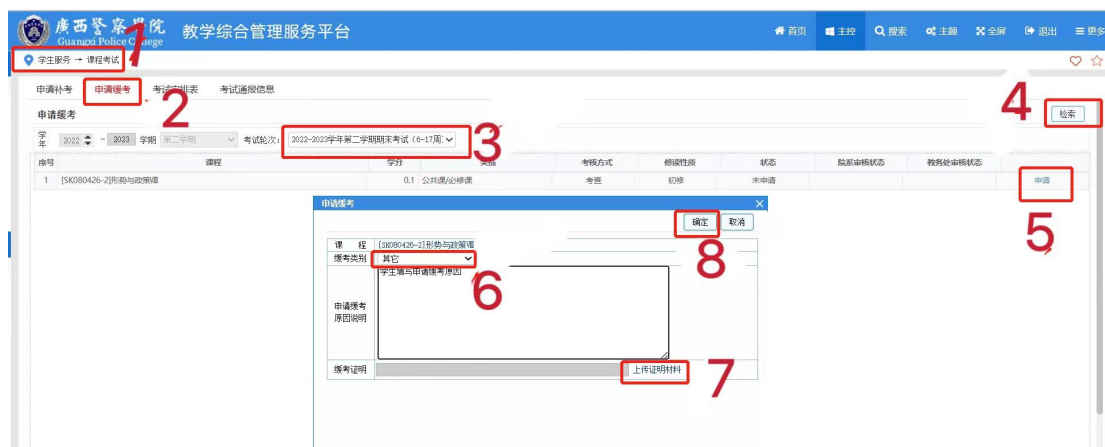 廣西警察學院 教学综合管理服务平台
Guangxi Police College
首页 主控 搜索 主题 全屏 退出 更多
学生服务 → 课程考试
1
申请补考 申请缓考 考试安排表 考试通报信息
2
4
申请缓考
检索
学年 2022 - 2023 学期 第二学期 考试轮次: 2022-2023学年第二学期期末考试 (6-17周)
3
序号 课程 学分 类别 考核方式 修读性质 状态 院系审核状态 教务处审核状态
1 [SK080426-2]形势与政策Ⅷ 0.1 公共课/必修课 考查 初修 未申请 申请
5
申请缓考
确定 取消
8
课 程 [SK080426-2]形势与政策Ⅷ
缓考类别 其它
6
学生填写申请缓考原因
申请缓考
原因说明
缓考证明 上传证明材料
7